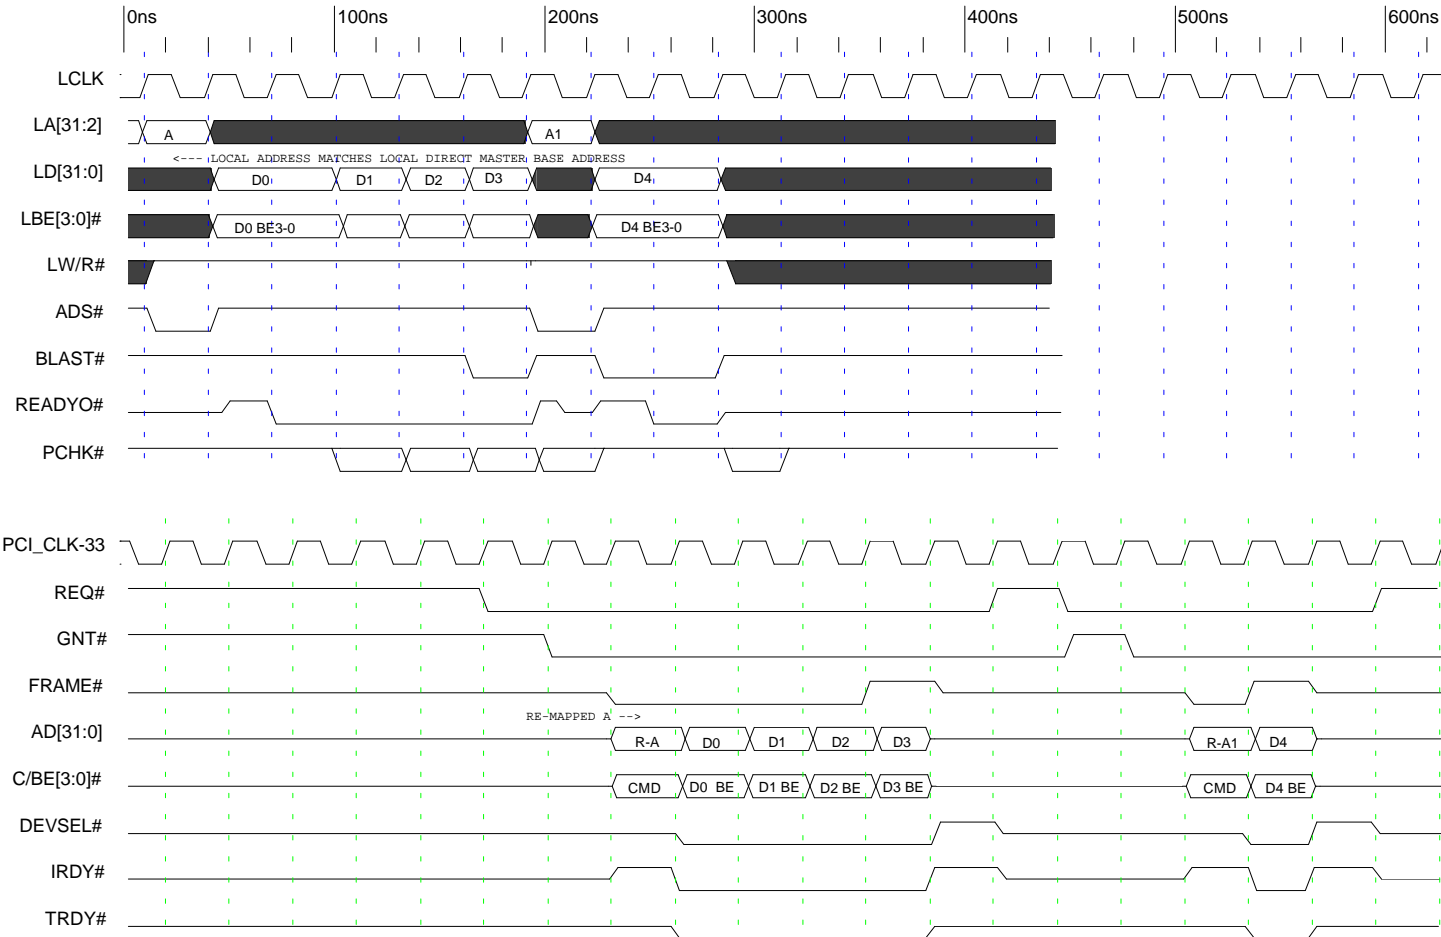 0ns 100ns 200ns 300ns 400ns 500ns 600ns
LCLK
LA[31:2] A A1
<--- LOCAL ADDRESS MATCHES LOCAL DIRECT MASTER BASE ADDRESS
LD[31:0] D0 D1 D2 D3 D4
LBE[3:0]# D0 BE3-0 D4 BE3-0
LW/R#
ADS#
BLAST#
READYO#
PCHK#
PCI_CLK-33
REQ#
GNT#
FRAME#
RE-MAPPED A -->
AD[31:0] R-A D0 D1 D2 D3 R-A1 D4
C/BE[3:0]# CMD D0 BE D1 BE D2 BE D3 BE CMD D4 BE
DEVSEL#
IRDY#
TRDY#